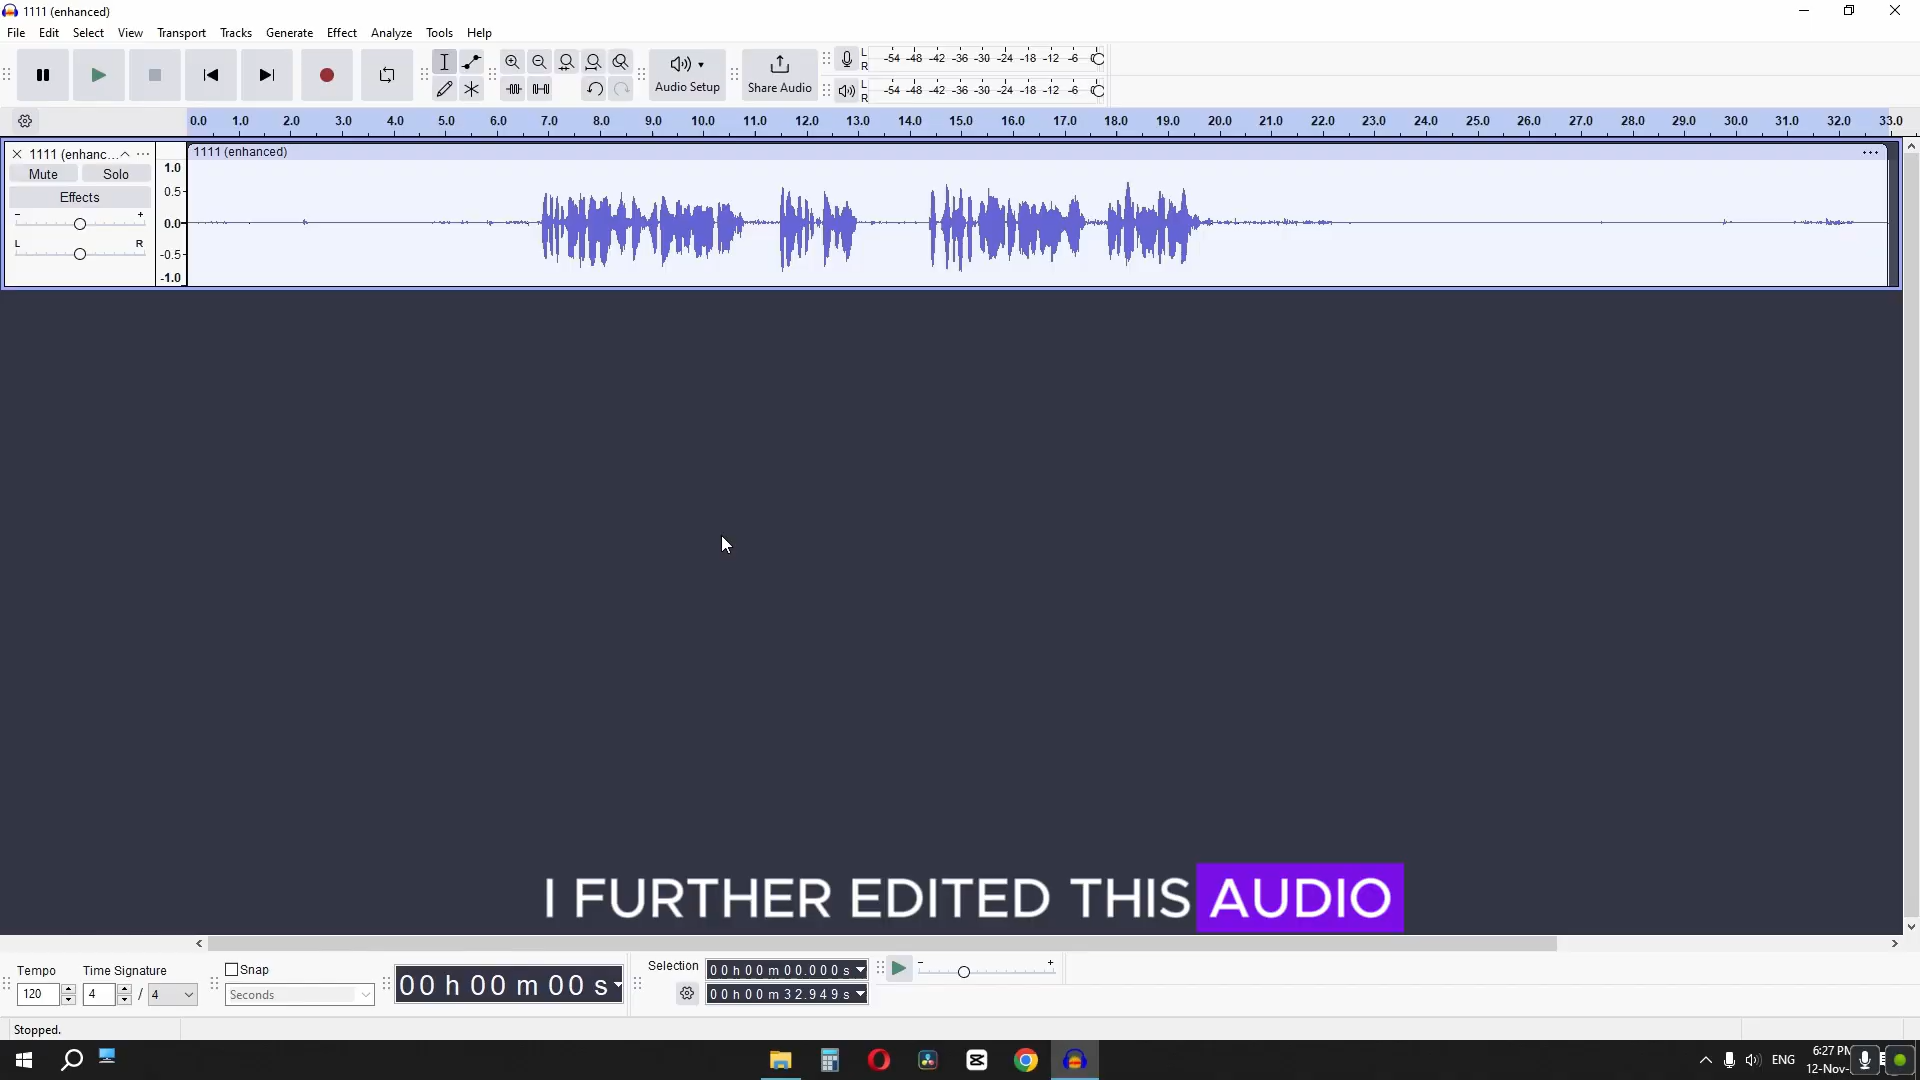 1111 (enhanced)
File Edit Select View Transport Tracks Generate Effect Analyze Tools Help
Audio Setup
Share Audio
L
R
-54 -48 -42 -36 -30 -24 -18 -12 -6 0
L
R
-54 -48 -42 -36 -30 -24 -18 -12 -6 0
0.0 1.0 2.0 3.0 4.0 5.0 6.0 7.0 8.0 9.0 10.0 11.0 12.0 13.0 14.0 15.0 16.0 17.0 18.0 19.0 20.0 21.0 22.0 23.0 24.0 25.0 26.0 27.0 28.0 29.0 30.0 31.0 32.0 33.0
1111 (enhanc...
1111 (enhanced)
Mute Solo
Effects
- +
L R
1.0
0.5
0.0
-0.5
-1.0
I FURTHER EDITED THIS AUDIO
Tempo
120
Time Signature
4 / 4
Snap
Seconds
00 h 00 m 00 s
Selection
00 h 00 m 00.000 s
00 h 00 m 32.949 s
- +
Stopped.
ENG
6:27 PM
12-Nov-